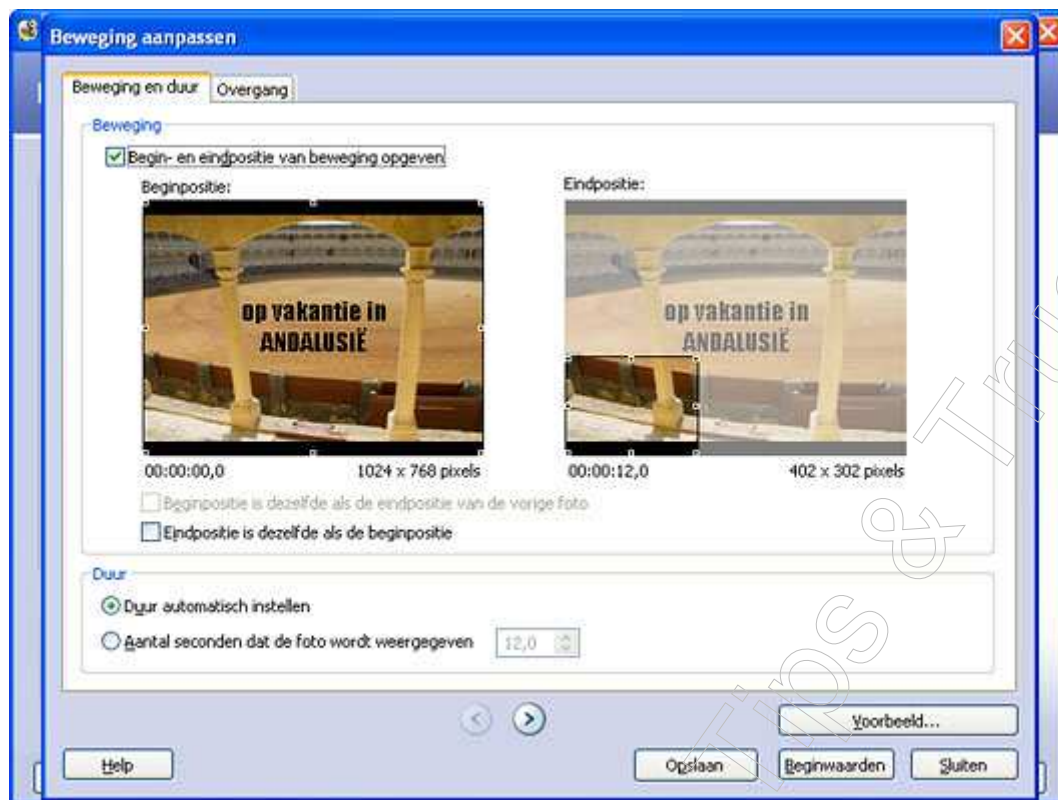 Beweging aanpassen
Beweging en duur Overgang
Beweging
Begin- en eindpositie van beweging opgeven
Beginpositie: Eindpositie:
op vakantie in
ANDALUSIË
op vakantie in
ANDALUSIË
00:00:00,0 1024 x 768 pixels 00:00:12,0 402 x 302 pixels
Beginpositie is dezelfde als de eindpositie van de vorige foto
Eindpositie is dezelfde als de beginpositie
Duur
Duur automatisch instellen
Aantal seconden dat de foto wordt weergegeven 12,0
Voorbeeld...
Help Opslaan Beginwaarden Sluiten
Tips & Tru